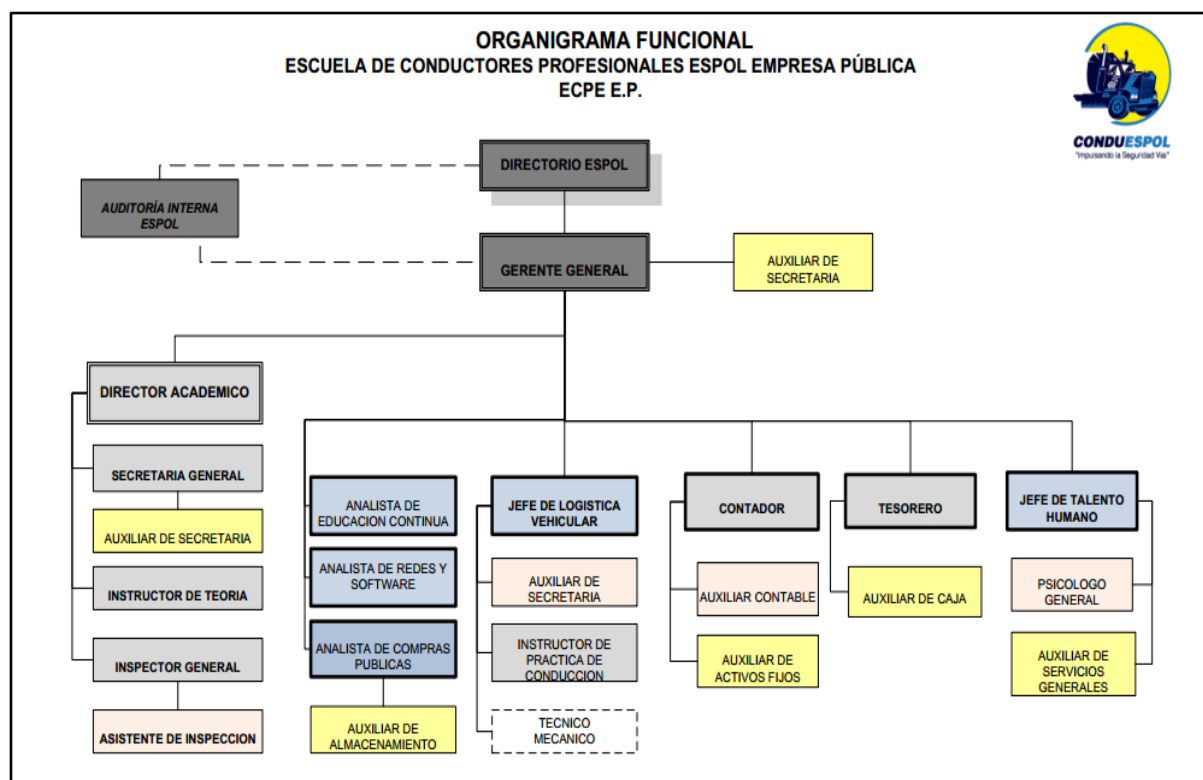 ORGANIGRAMA FUNCIONAL
ESCUELA DE CONDUCTORES PROFESIONALES ESPOL EMPRESA PÚBLICA
ECPE E.P.
CONDUESPOL
"Impulsando la Seguridad Vial"
DIRECTORIO ESPOL
AUDITORÍA INTERNA
ESPOL
GERENTE GENERAL
AUXILIAR DE
SECRETARIA
DIRECTOR ACADEMICO
SECRETARIA GENERAL
AUXILIAR DE SECRETARIA
INSTRUCTOR DE TEORIA
INSPECTOR GENERAL
ASISTENTE DE INSPECCION
ANALISTA DE
EDUCACION CONTINUA
ANALISTA DE REDES Y
SOFTWARE
ANALISTA DE COMPRAS
PUBLICAS
AUXILIAR DE
ALMACENAMIENTO
JEFE DE LOGISTICA
VEHICULAR
AUXILIAR DE
SECRETARIA
INSTRUCTOR DE
PRACTICA DE
CONDUCCION
TECNICO
MECANICO
CONTADOR
AUXILIAR CONTABLE
AUXILIAR DE
ACTIVOS FIJOS
TESORERO
AUXILIAR DE CAJA
JEFE DE TALENTO
HUMANO
PSICOLOGO
GENERAL
AUXILIAR DE
SERVICIOS
GENERALES